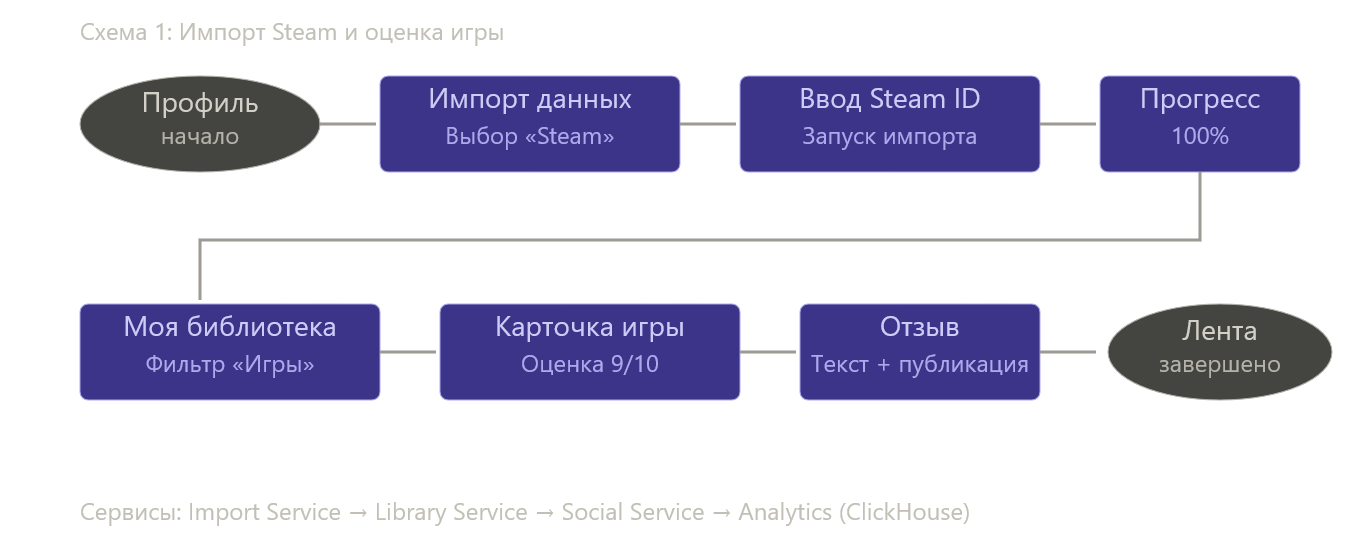 Схема 1: Импорт Steam и оценка игры
Профиль
начало
Импорт данных
Выбор «Steam»
Ввод Steam ID
Запуск импорта
Прогресс
100%
Моя библиотека
Фильтр «Игры»
Карточка игры
Оценка 9/10
Отзыв
Текст + публикация
Лента
завершено
Сервисы: Import Service → Library Service → Social Service → Analytics (ClickHouse)